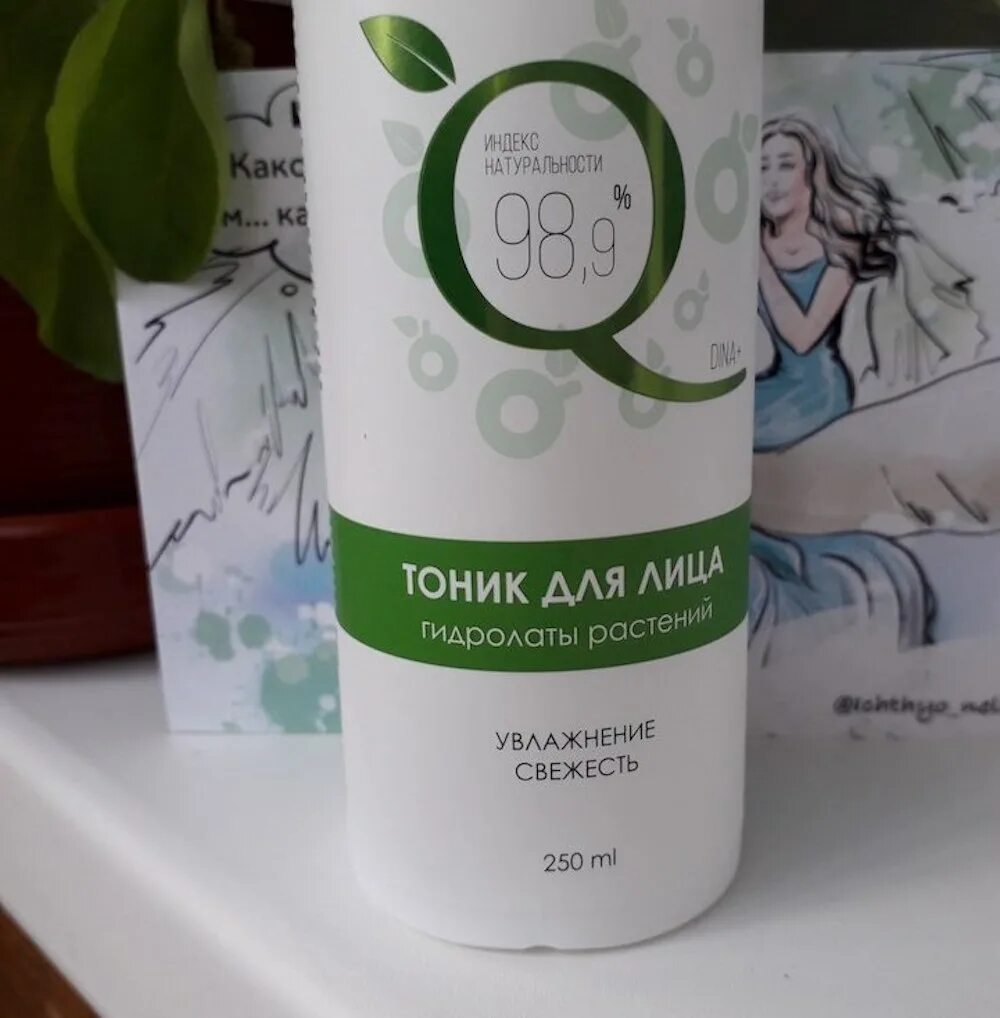 ИНДЕКС
НАТУРАЛЬНОСТИ
98,9%
DINA+
ТОНИК ДЛЯ ЛИЦА
гидролаты растений
УВЛАЖНЕНИЕ
СВЕЖЕСТЬ
250 ml